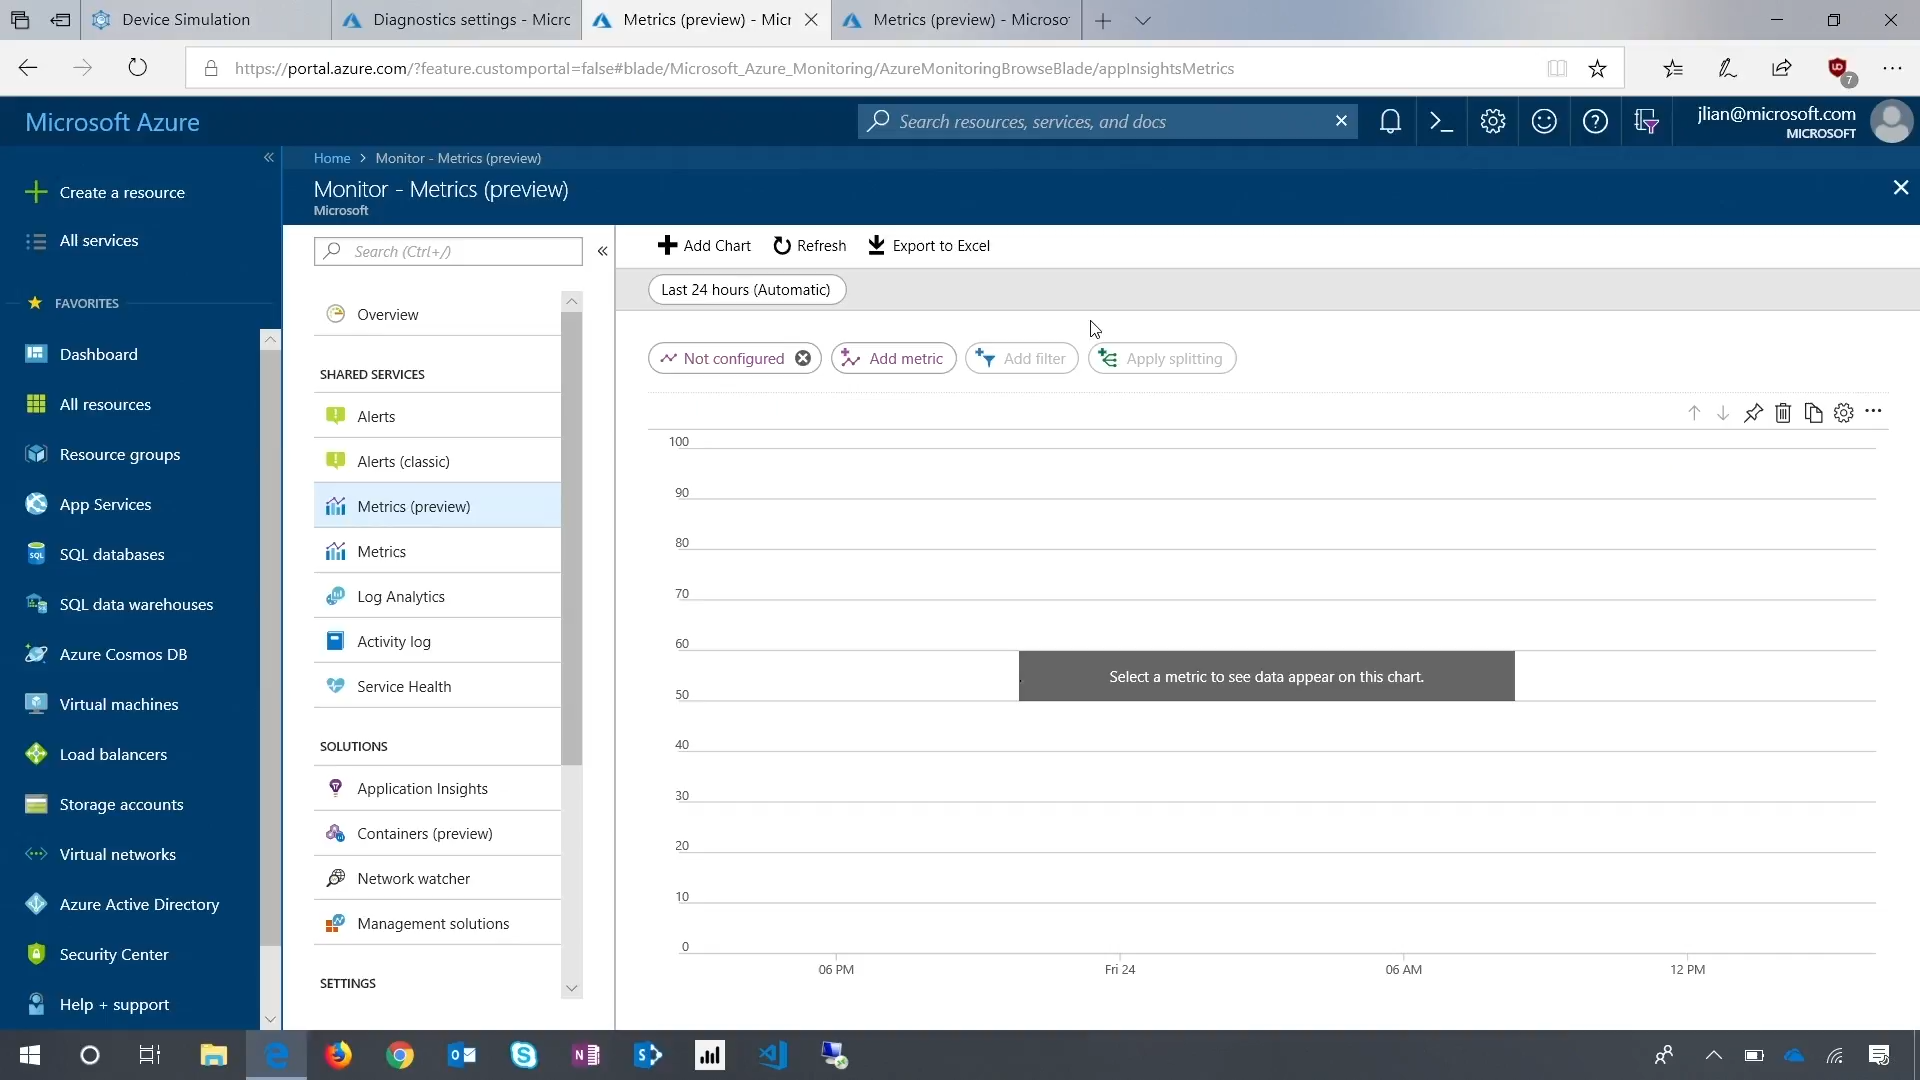 Device Simulation
Diagnostics settings - Micro
Metrics (preview) - Micr
Metrics (preview) - Microso
https://portal.azure.com/?feature.customportal=false#blade/Microsoft_Azure_Monitoring/AzureMonitoringBrowseBlade/appInsightsMetrics
7
Microsoft Azure
Search resources, services, and docs
jlian@microsoft.com
MICROSOFT
Home > Monitor - Metrics (preview)
Monitor - Metrics (preview)
Microsoft
Create a resource
All services
FAVORITES
Dashboard
All resources
Resource groups
App Services
SQL databases
SQL data warehouses
Azure Cosmos DB
Virtual machines
Load balancers
Storage accounts
Virtual networks
Azure Active Directory
Security Center
Help + support
Search (Ctrl+/)
Overview
SHARED SERVICES
Alerts
Alerts (classic)
Metrics (preview)
Metrics
Log Analytics
Activity log
Service Health
SOLUTIONS
Application Insights
Containers (preview)
Network watcher
Management solutions
SETTINGS
Add Chart
Refresh
Export to Excel
Last 24 hours (Automatic)
Not configured
Add metric
Add filter
Apply splitting
100
90
80
70
60
50
40
30
20
10
0
Select a metric to see data appear on this chart.
06 PM
Fri 24
06 AM
12 PM